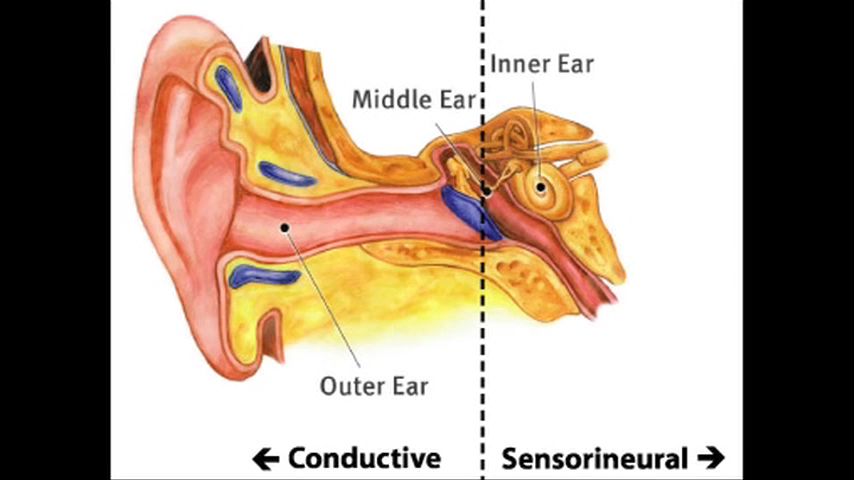 Inner Ear
Middle Ear
Outer Ear
← Conductive
Sensorineural →